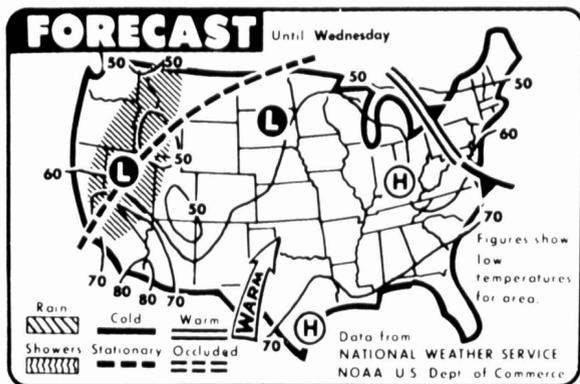 FORECAST Until Wednesday
50 50 50 50
L
60 L 50 H 60
50 70
Figures show
low
temperatures
for area.
70 80 80 70
WARM
70 H
Rain Cold Warm
Showers Stationary Occluded
Data from
NATIONAL WEATHER SERVICE
NOAA US Dept of Commerce